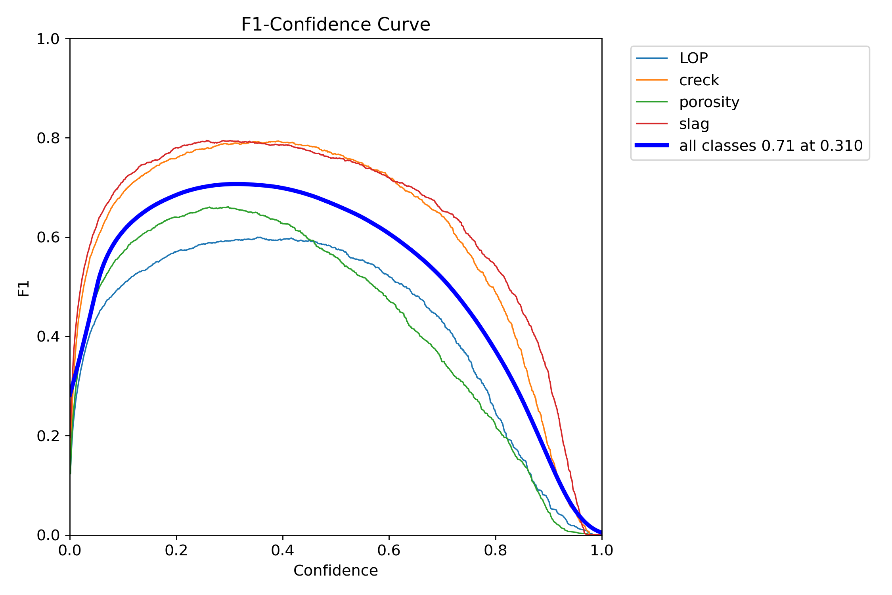 F1-Confidence Curve
1.0
0.8
0.6
0.4
0.2
0.0
F1
0.0 0.2 0.4 0.6 0.8 1.0
Confidence
LOP
creck
porosity
slag
all classes 0.71 at 0.310